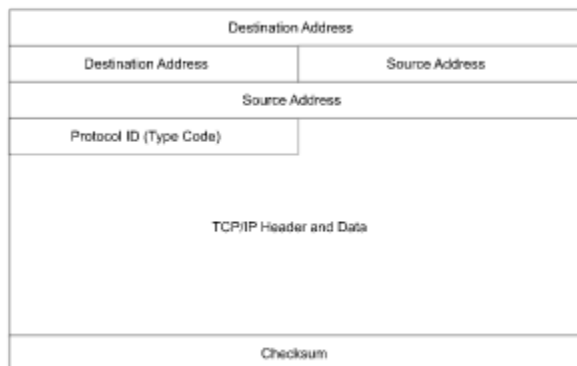 Destination Address
Destination Address Source Address
Source Address
Protocol ID (Type Code)
TCP/IP Header and Data
Checksum